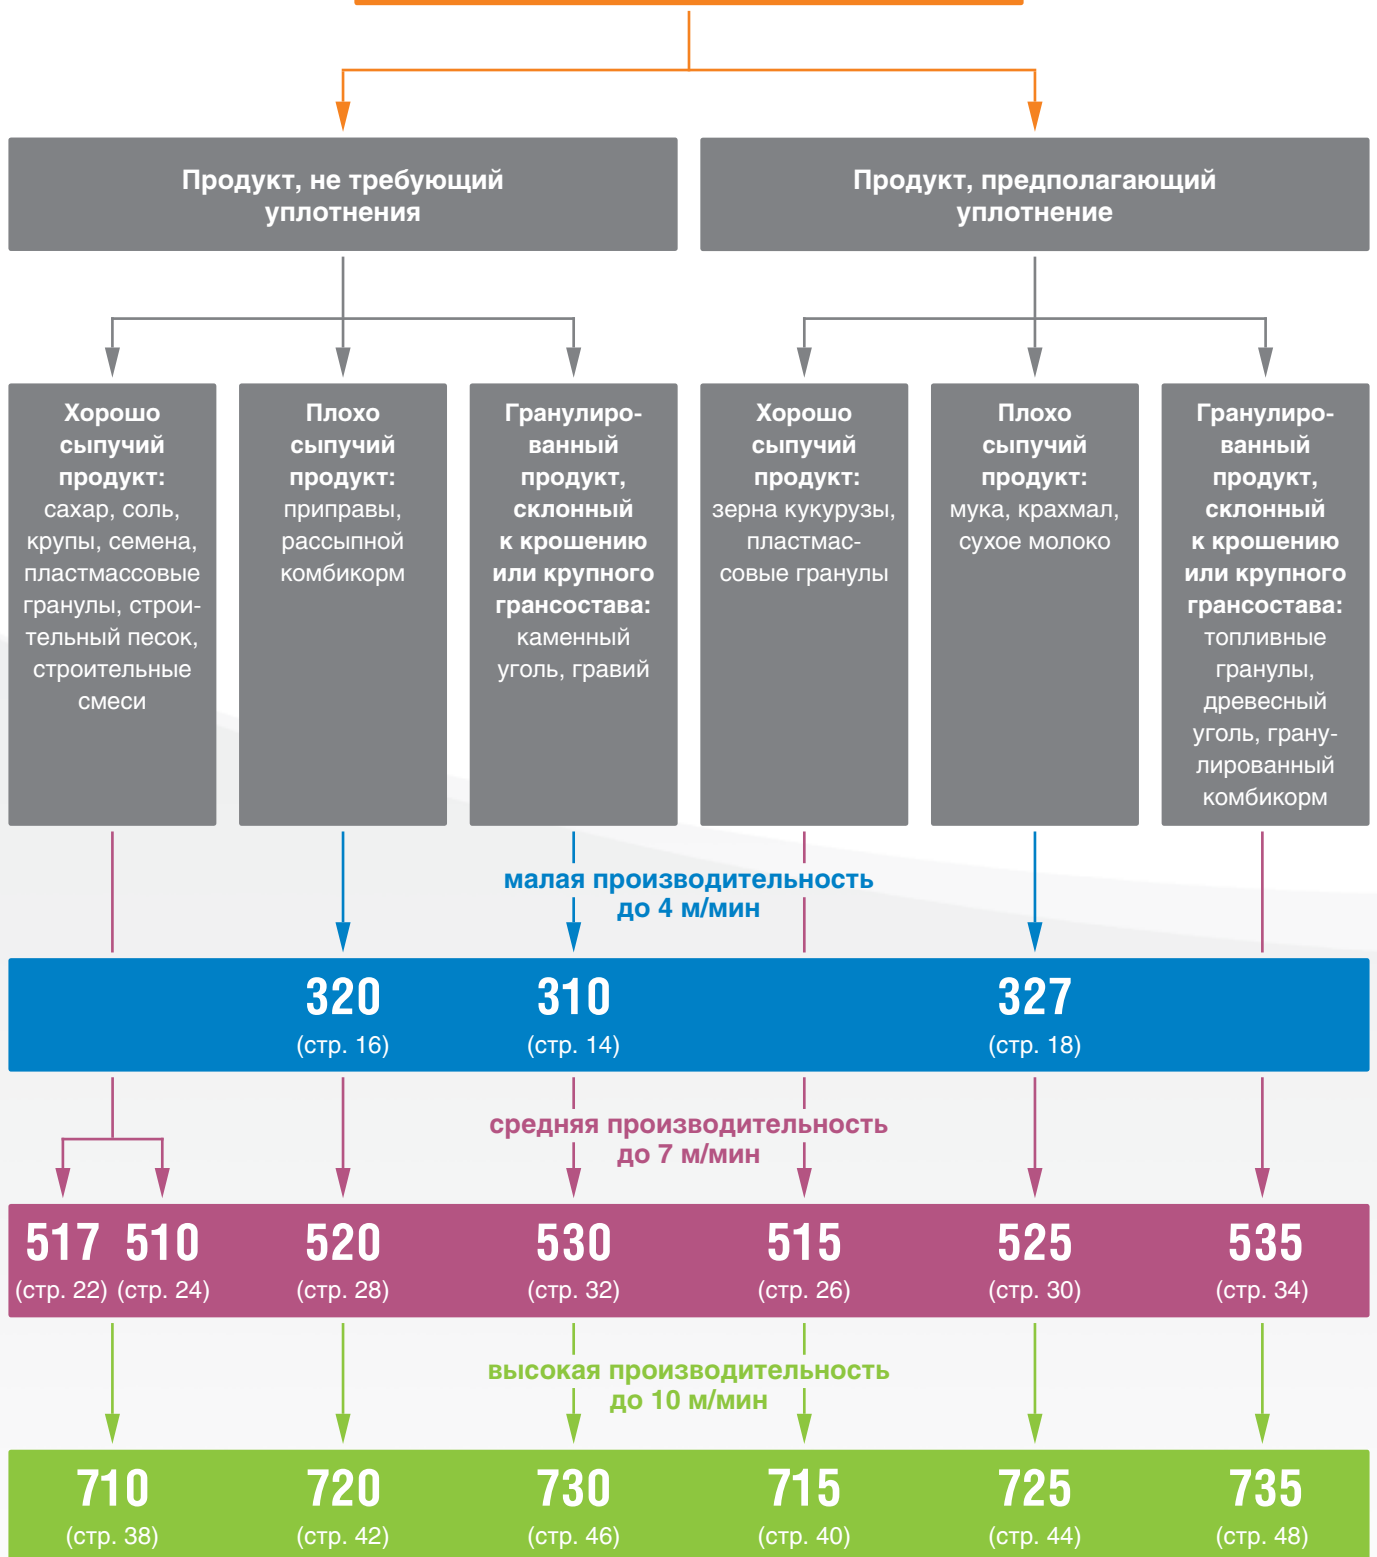 Продукт, не требующий
уплотнения
Продукт, предполагающий
уплотнение
Хорошо
сыпучий
продукт:
сахар, соль,
крупы, семена,
пластмассовые
гранулы, строи-
тельный песок,
строительные
смеси
Плохо
сыпучий
продукт:
приправы,
рассыпной
комбикорм
Гранулиро-
ванный
продукт,
склонный
к крошению
или крупного
грансостава:
каменный
уголь, гравий
Хорошо
сыпучий
продукт:
зерна кукурузы,
пластмас-
совые гранулы
Плохо
сыпучий
продукт:
мука, крахмал,
сухое молоко
Гранулиро-
ванный
продукт,
склонный
к крошению
или крупного
грансостава:
топливные
гранулы,
древесный
уголь, грану-
лированный
комбикорм
малая производительность
до 4 м/мин
320
(стр. 16)
310
(стр. 14)
327
(стр. 18)
средняя производительность
до 7 м/мин
517
(стр. 22)
510
(стр. 24)
520
(стр. 28)
530
(стр. 32)
515
(стр. 26)
525
(стр. 30)
535
(стр. 34)
высокая производительность
до 10 м/мин
710
(стр. 38)
720
(стр. 42)
730
(стр. 46)
715
(стр. 40)
725
(стр. 44)
735
(стр. 48)